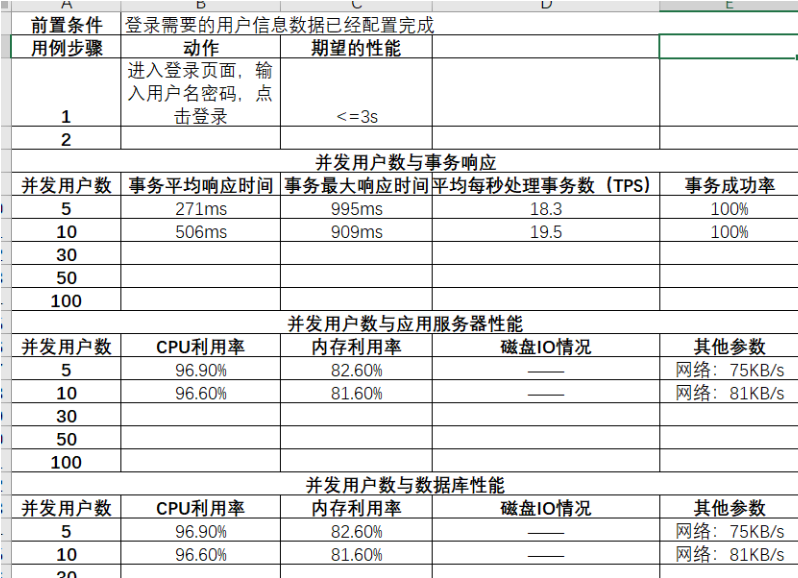 A B C D E
前置条件 登录需要的用户信息数据已经配置完成
用例步骤 动作 期望的性能
进入登录页面，输
入用户名密码，点
1 击登录 <=3s
2
并发用户数与事务响应
并发用户数 事务平均响应时间 事务最大响应时间 平均每秒处理事务数（TPS） 事务成功率
5 271ms 995ms 18.3 100%
10 506ms 909ms 19.5 100%
30
50
100
并发用户数与应用服务器性能
并发用户数 CPU利用率 内存利用率 磁盘IO情况 其他参数
5 96.90% 82.60% —— 网络：75KB/s
10 96.60% 81.60% —— 网络：81KB/s
30
50
100
并发用户数与数据库性能
并发用户数 CPU利用率 内存利用率 磁盘IO情况 其他参数
5 96.90% 82.60% —— 网络：75KB/s
10 96.60% 81.60% —— 网络：81KB/s
30